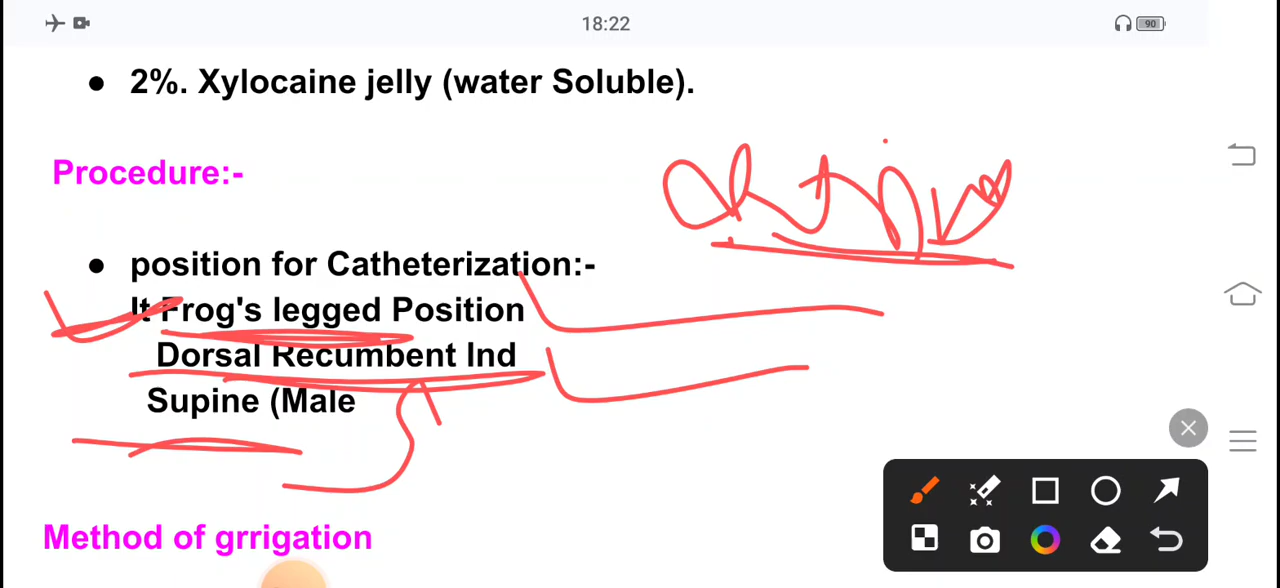 18:22
90
● 2%. Xylocaine jelly (water Soluble).
Procedure:-
● position for Catheterization:-
It Frog's legged Position
Dorsal Recumbent Ind
Supine (Male
Method of grrigation